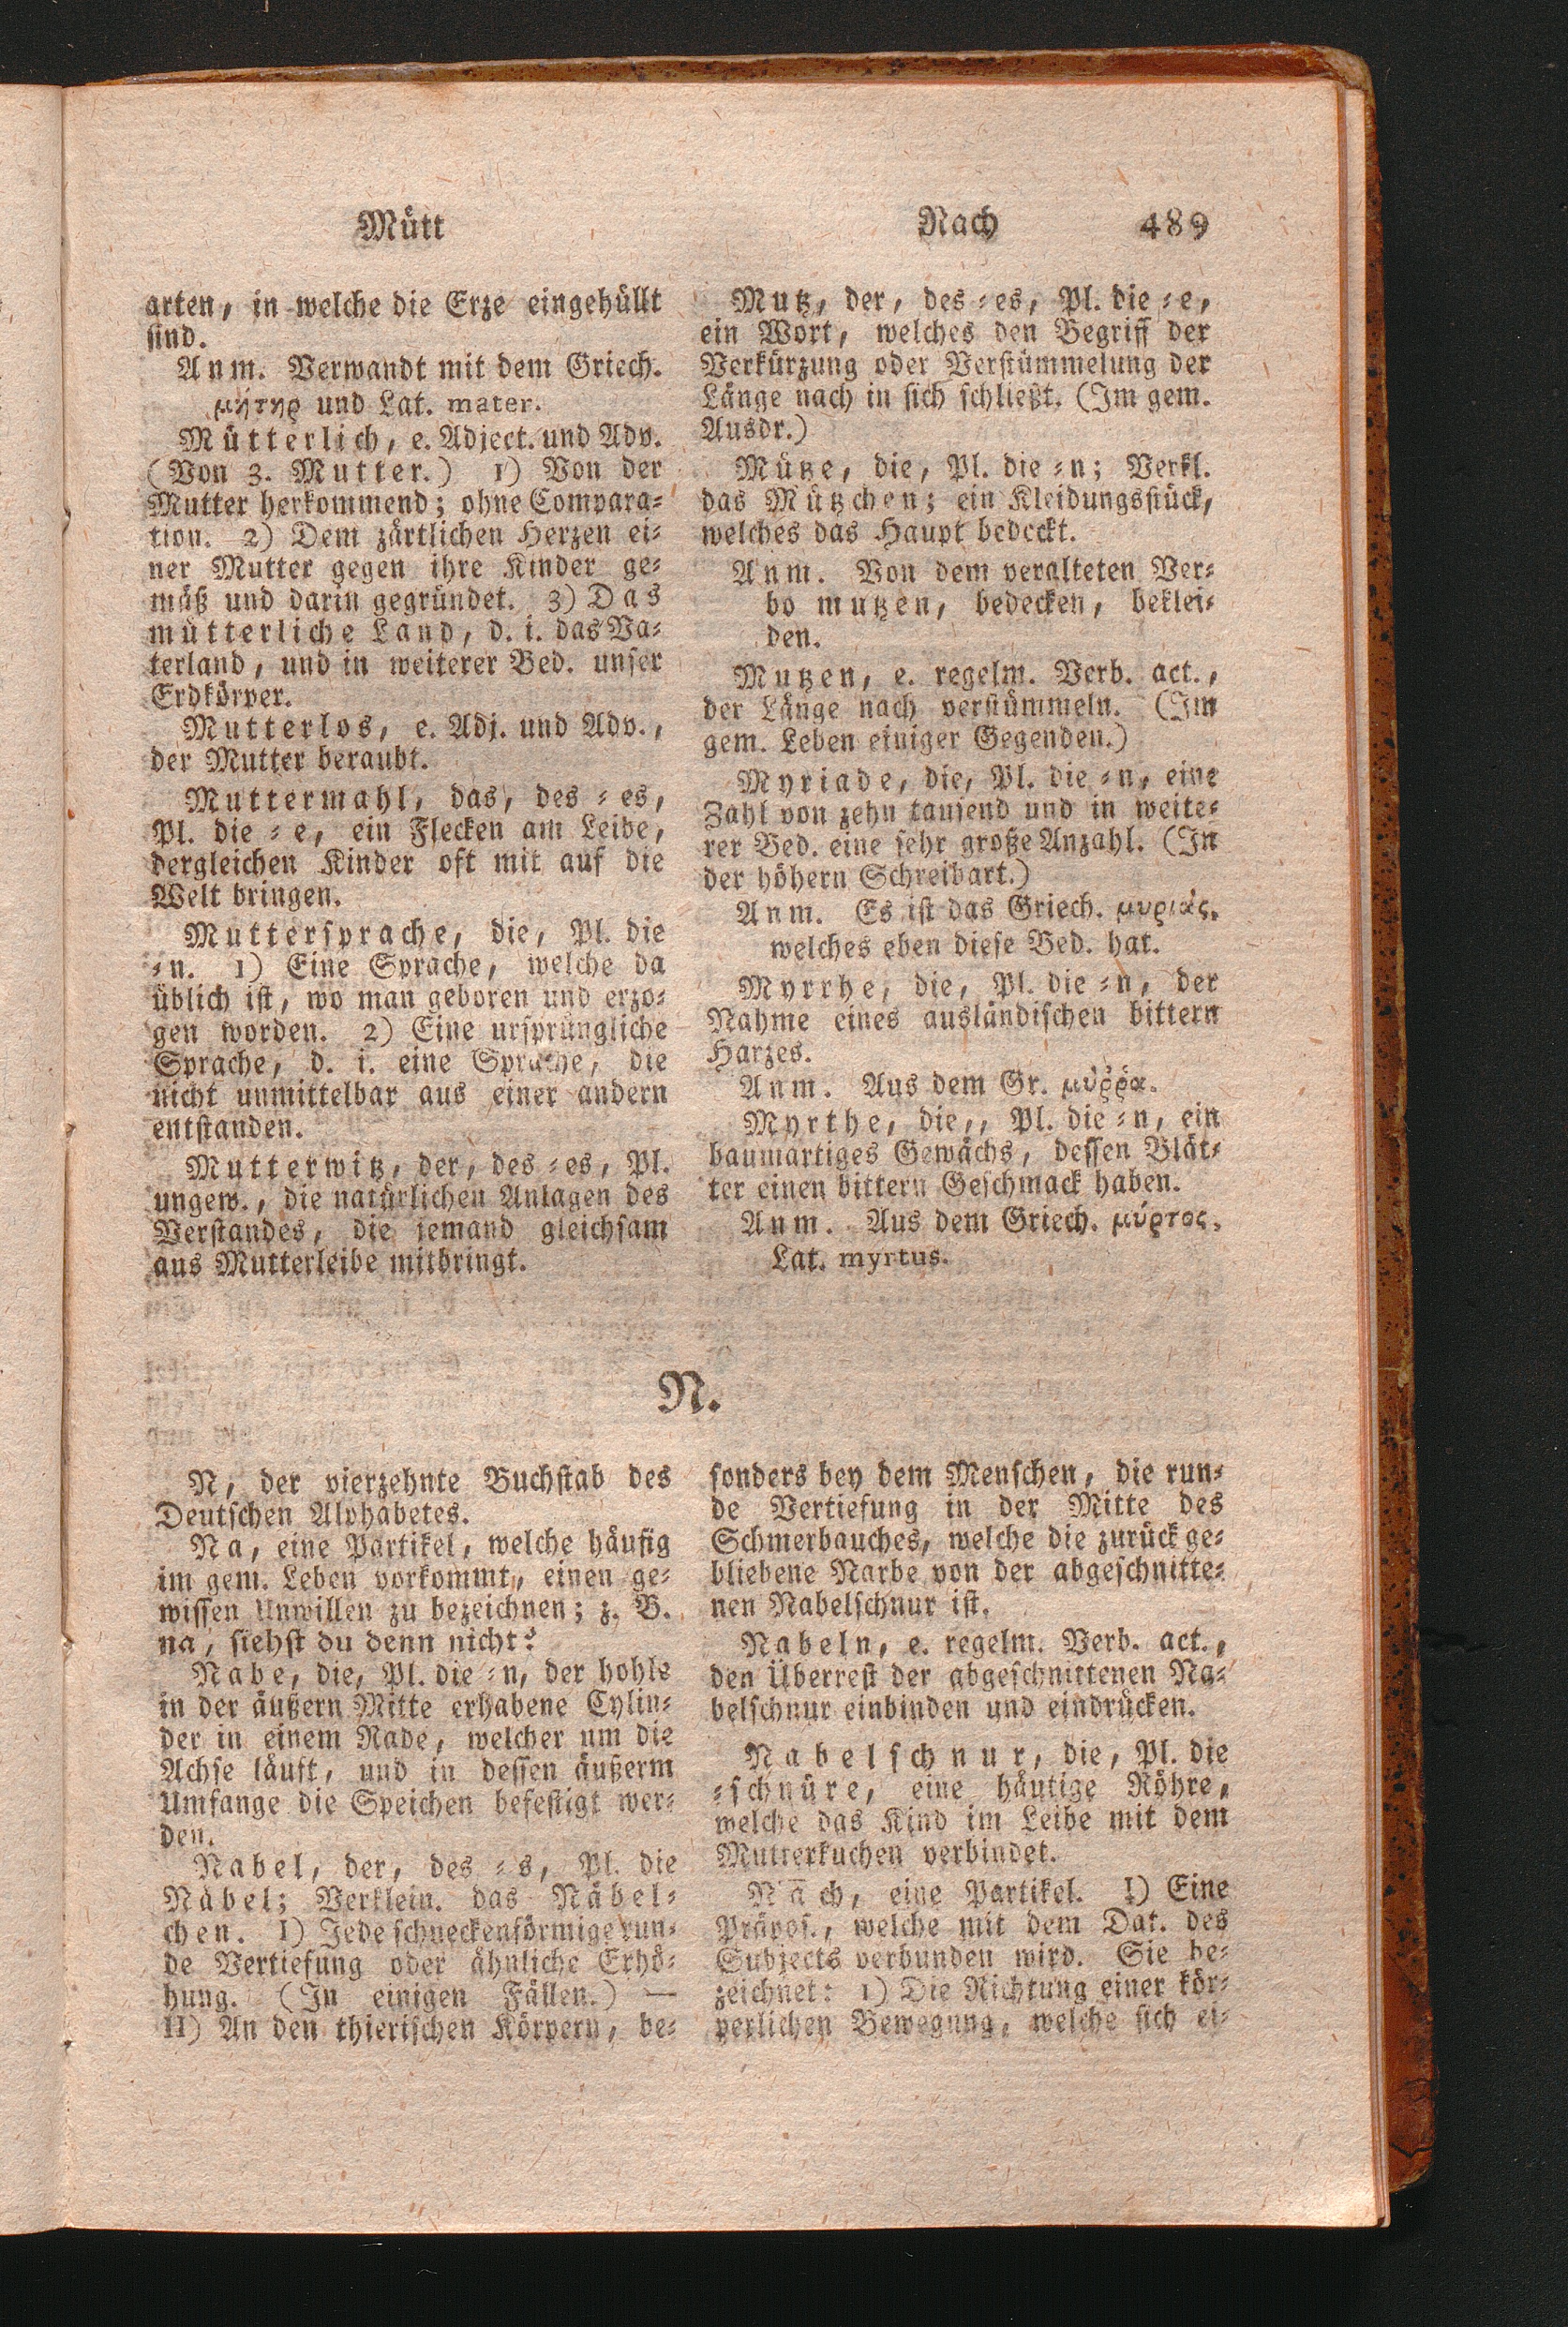 Mütt
Nach 489
arten, in welche die Erze eingehüllt
sind.
Anm. Verwandt mit dem Griech.
μήτηρ und Lat. mater.
Mütterlich, e. Adject. und Adv.
(Von 3. Mutter.) 1) Von der
Mutter herkommend; ohne Compara⸗
tion. 2) Dem zärtlichen Herzen ei⸗
ner Mutter gegen ihre Kinder ge⸗
mäß und darin gegründet. 3) Das
mütterliche Land, d. i. das Va⸗
terland, und in weiterer Bed. unser
Erdkörper.
Mutterlos, e. Adj. und Adv.,
der Mutter beraubt.
Muttermahl, das, des ⸗ es,
Pl. die ⸗ e, ein Flecken am Leibe,
dergleichen Kinder oft mit auf die
Welt bringen.
Muttersprache, die, Pl. die
⸗n. 1) Eine Sprache, welche da
üblich ist, wo man geboren und erzo⸗
gen worden. 2) Eine ursprüngliche
Sprache, d. i. eine Sprache, die
nicht unmittelbar aus einer andern
entstanden.
Mutterwitz, der, des ⸗ es, Pl.
ungew., die natürlichen Anlagen des
Verstandes, die jemand gleichsam
aus Mutterleibe mitbringt.
Mutz, der, des ⸗ es, Pl. die ⸗ e,
ein Wort, welches den Begriff der
Verkürzung oder Verstümmelung der
Länge nach in sich schließt. (Im gem.
Ausdr.)
Mütze, die, Pl. die ⸗ n; Verkl.
das Mützchen; ein Kleidungsstück,
welches das Haupt bedeckt.
Anm. Von dem veralteten Ver⸗
bo mutzen, bedecken, beklei⸗
den.
Mutzen, e. regelm. Verb. act.,
der Länge nach verstümmeln. (Im
gem. Leben einiger Gegenden.)
Myriade, die, Pl. die ⸗ n, eine
Zahl von zehn tausend und in weite⸗
rer Bed. eine sehr große Anzahl. (In
der höhern Schreibart.)
Anm. Es ist das Griech. μυριάς,
welches eben diese Bed. hat.
Myrrhe, die, Pl. die ⸗ n, der
Nahme eines ausländischen bittern
Harzes.
Anm. Aus dem Gr. μύῤῥα.
Myrthe, die,, Pl. die ⸗ n, ein
baumartiges Gewächs, dessen Blät⸗
ter einen bittern Geschmack haben.
Anm. Aus dem Griech. μύρτος,
Lat. myrtus.
N.
N, der vierzehnte Buchstab des
Deutschen Alphabetes.
Na, eine Partikel, welche häufig
im gem. Leben vorkommt, einen ge⸗
wissen Unwillen zu bezeichnen; z. B.
na, siehst du denn nicht?
Nabe, die, Pl. die ⸗ n, der hohle
in der äußern Mitte erhabene Cylin⸗
der in einem Rade, welcher um die
Achse läuft, und in dessen äußerm
Umfange die Speichen befestigt wer⸗
den.
Nabel, der, des ⸗ s, Pl. die
Näbel; Verklein. das Näbel⸗
chen. I) Jede schneckenförmige run⸗
de Vertiefung oder ähnliche Erhö⸗
hung. (In einigen Fällen.) —
II) An den thierischen Körpern, be⸗
sonders bey dem Menschen, die run⸗
de Vertiefung in der Mitte des
Schmerbauches, welche die zurück ge⸗
bliebene Narbe von der abgeschnitte⸗
nen Nabelschnur ist.
Nabeln, e. regelm. Verb. act.,
den Überrest der abgeschnittenen Na⸗
belschnur einbinden und eindrücken.
Nabelschnur, die, Pl. die
⸗schnüre, eine häutige Röhre,
welche das Kind im Leibe mit dem
Mutterkuchen verbindet.
Nāch, eine Partikel. I) Eine
Präpos., welche mit dem Dat. des
Subjects verbunden wird. Sie be⸗
zeichnet: 1) Die Richtung einer kör⸗
perlichen Bewegung, welche sich ei⸗